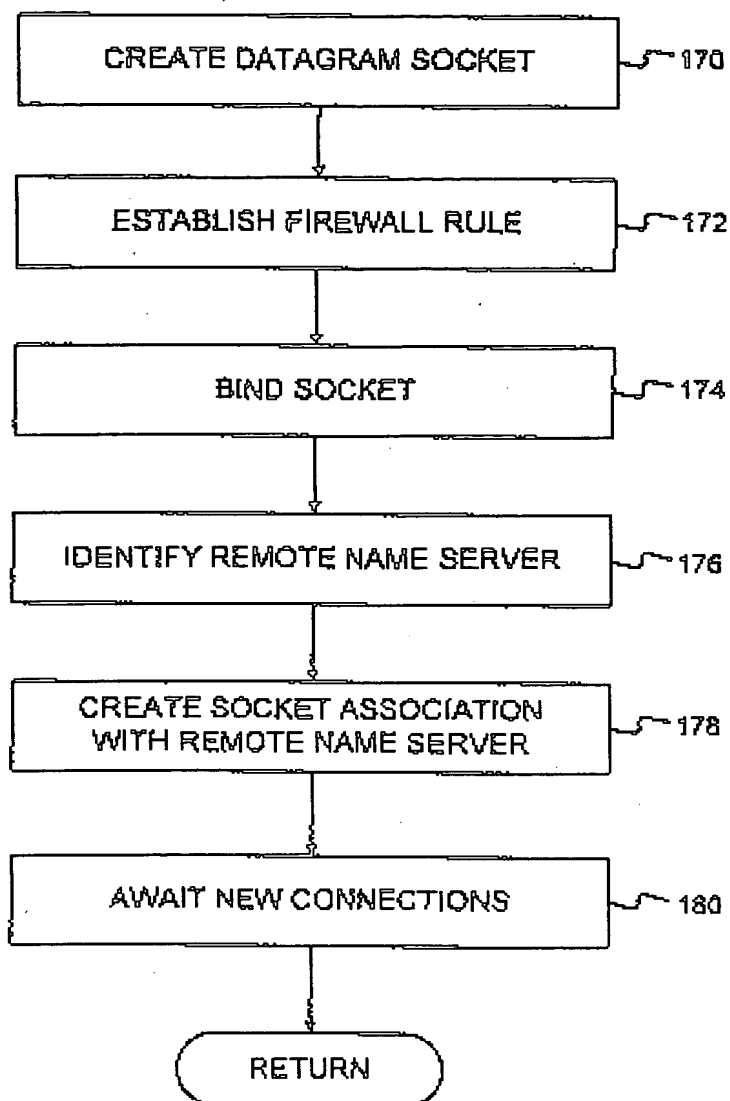 CREATE DATAGRAM SOCKET
170
ESTABLISH FIREWALL RULE
172
BIND SOCKET
174
IDENTIFY REMOTE NAME SERVER
176
CREATE SOCKET ASSOCIATION
WITH REMOTE NAME SERVER
178
AWAIT NEW CONNECTIONS
180
RETURN